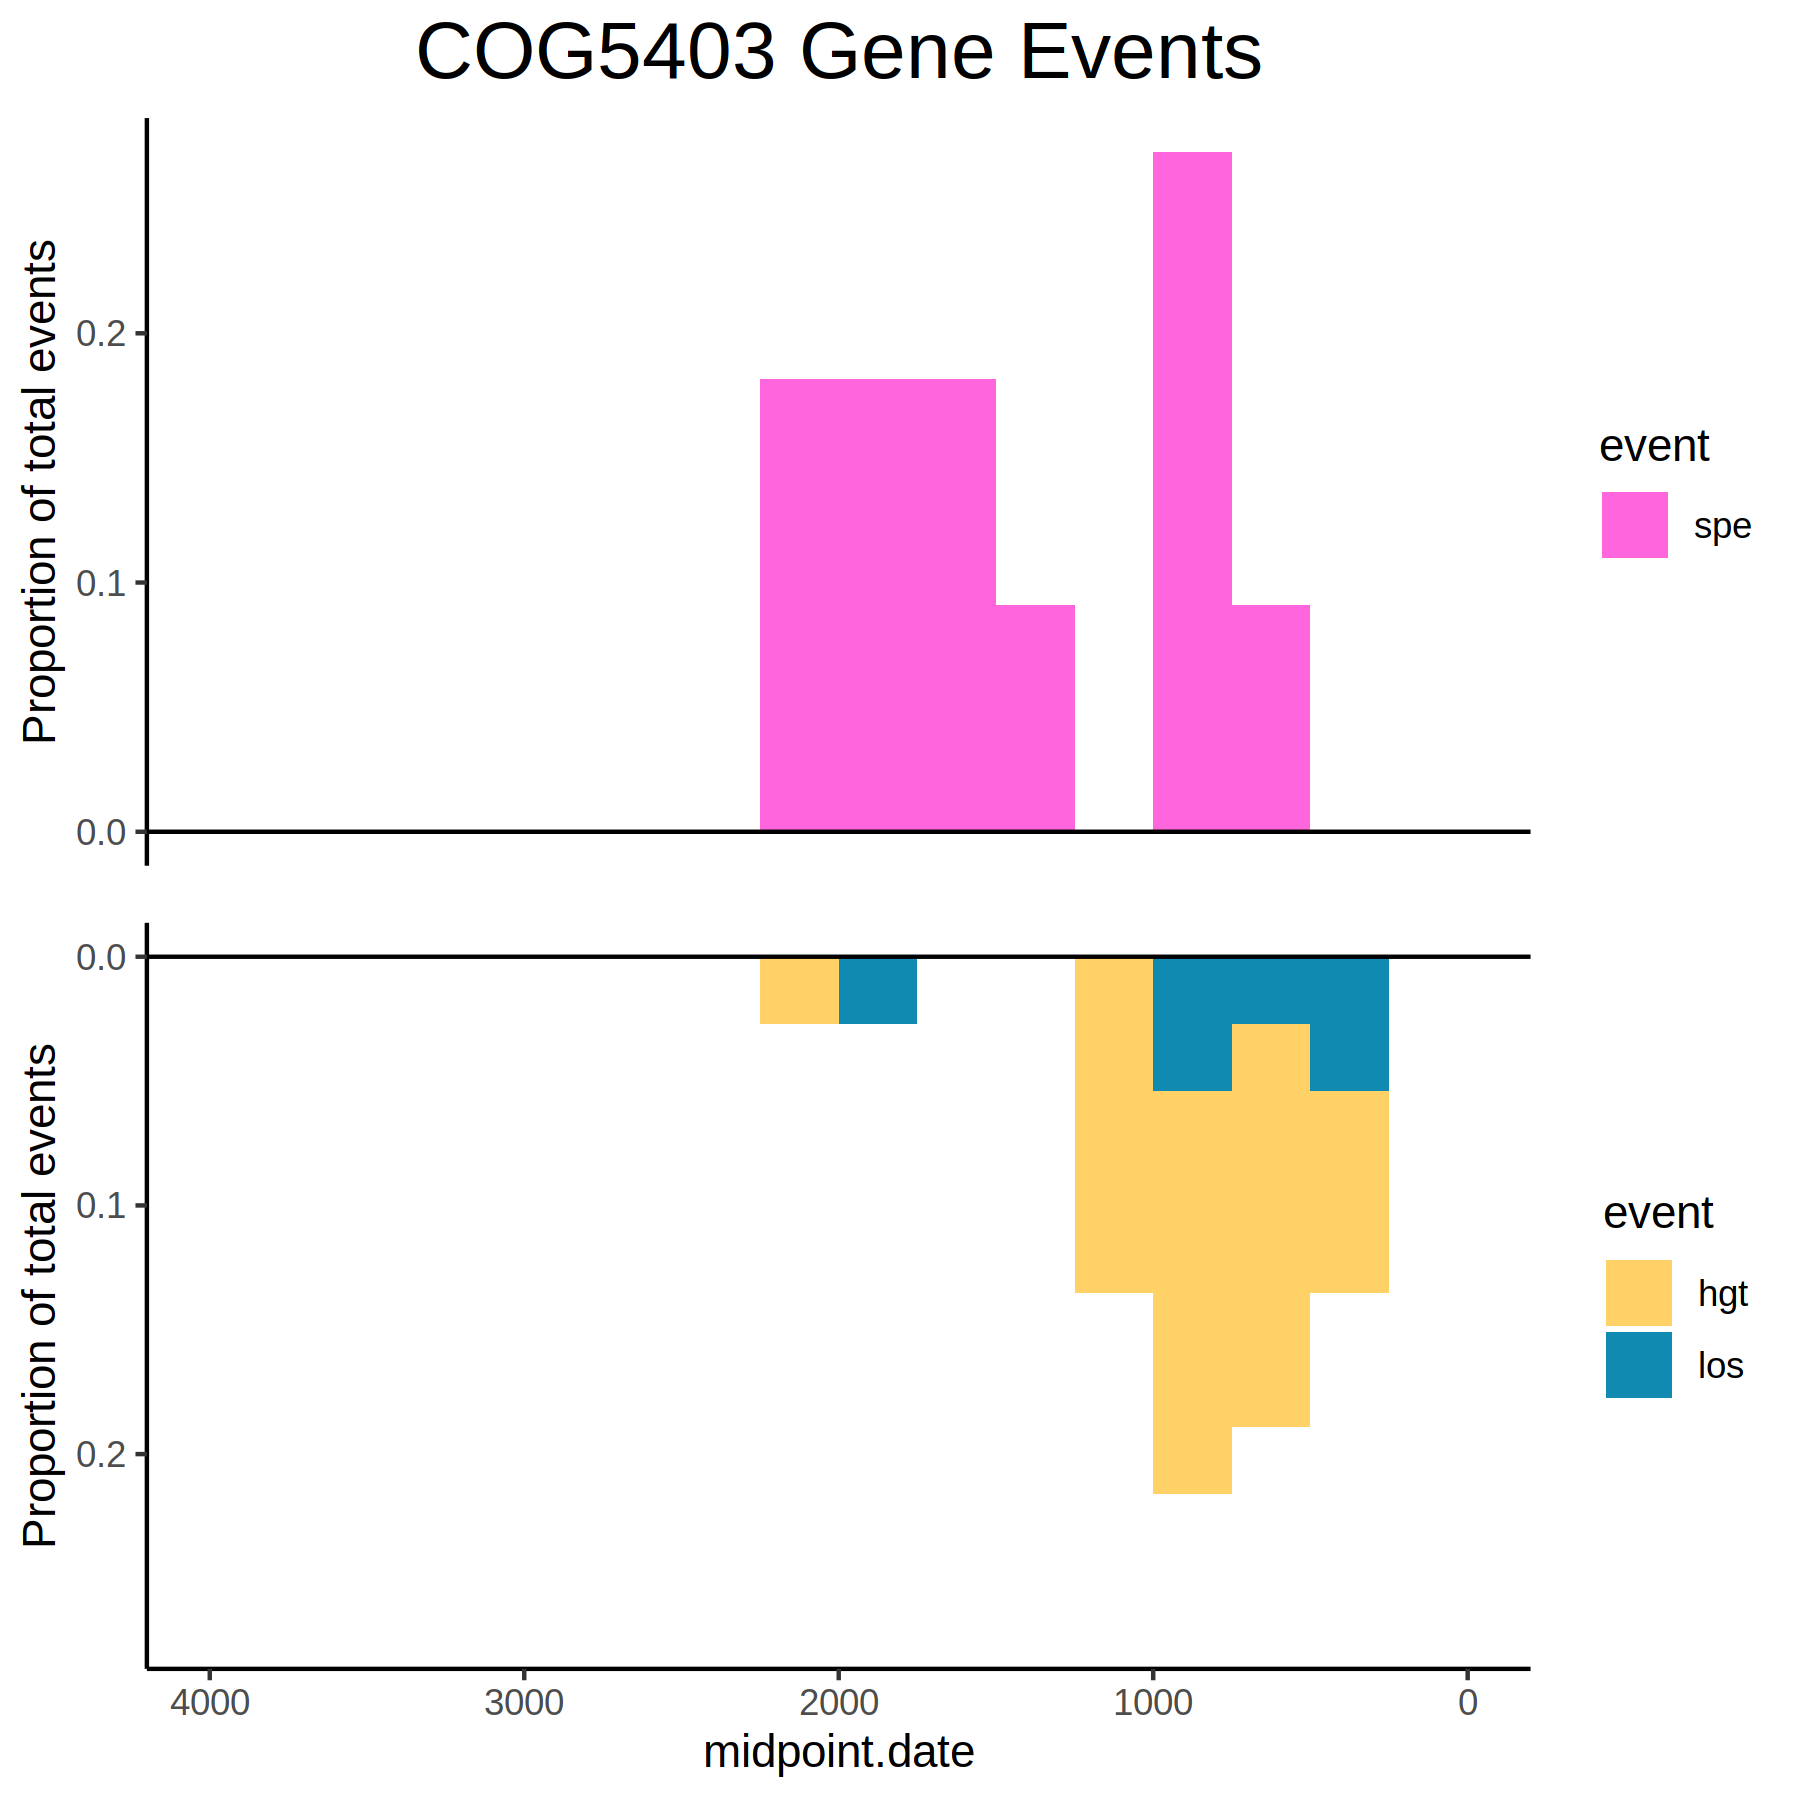 COG5403 Gene Events
Proportion of total events
0.2
0.1
0.0
event
spe
Proportion of total events
0.0
0.1
0.2
event
hgt
los
4000 3000 2000 1000 0
midpoint.date